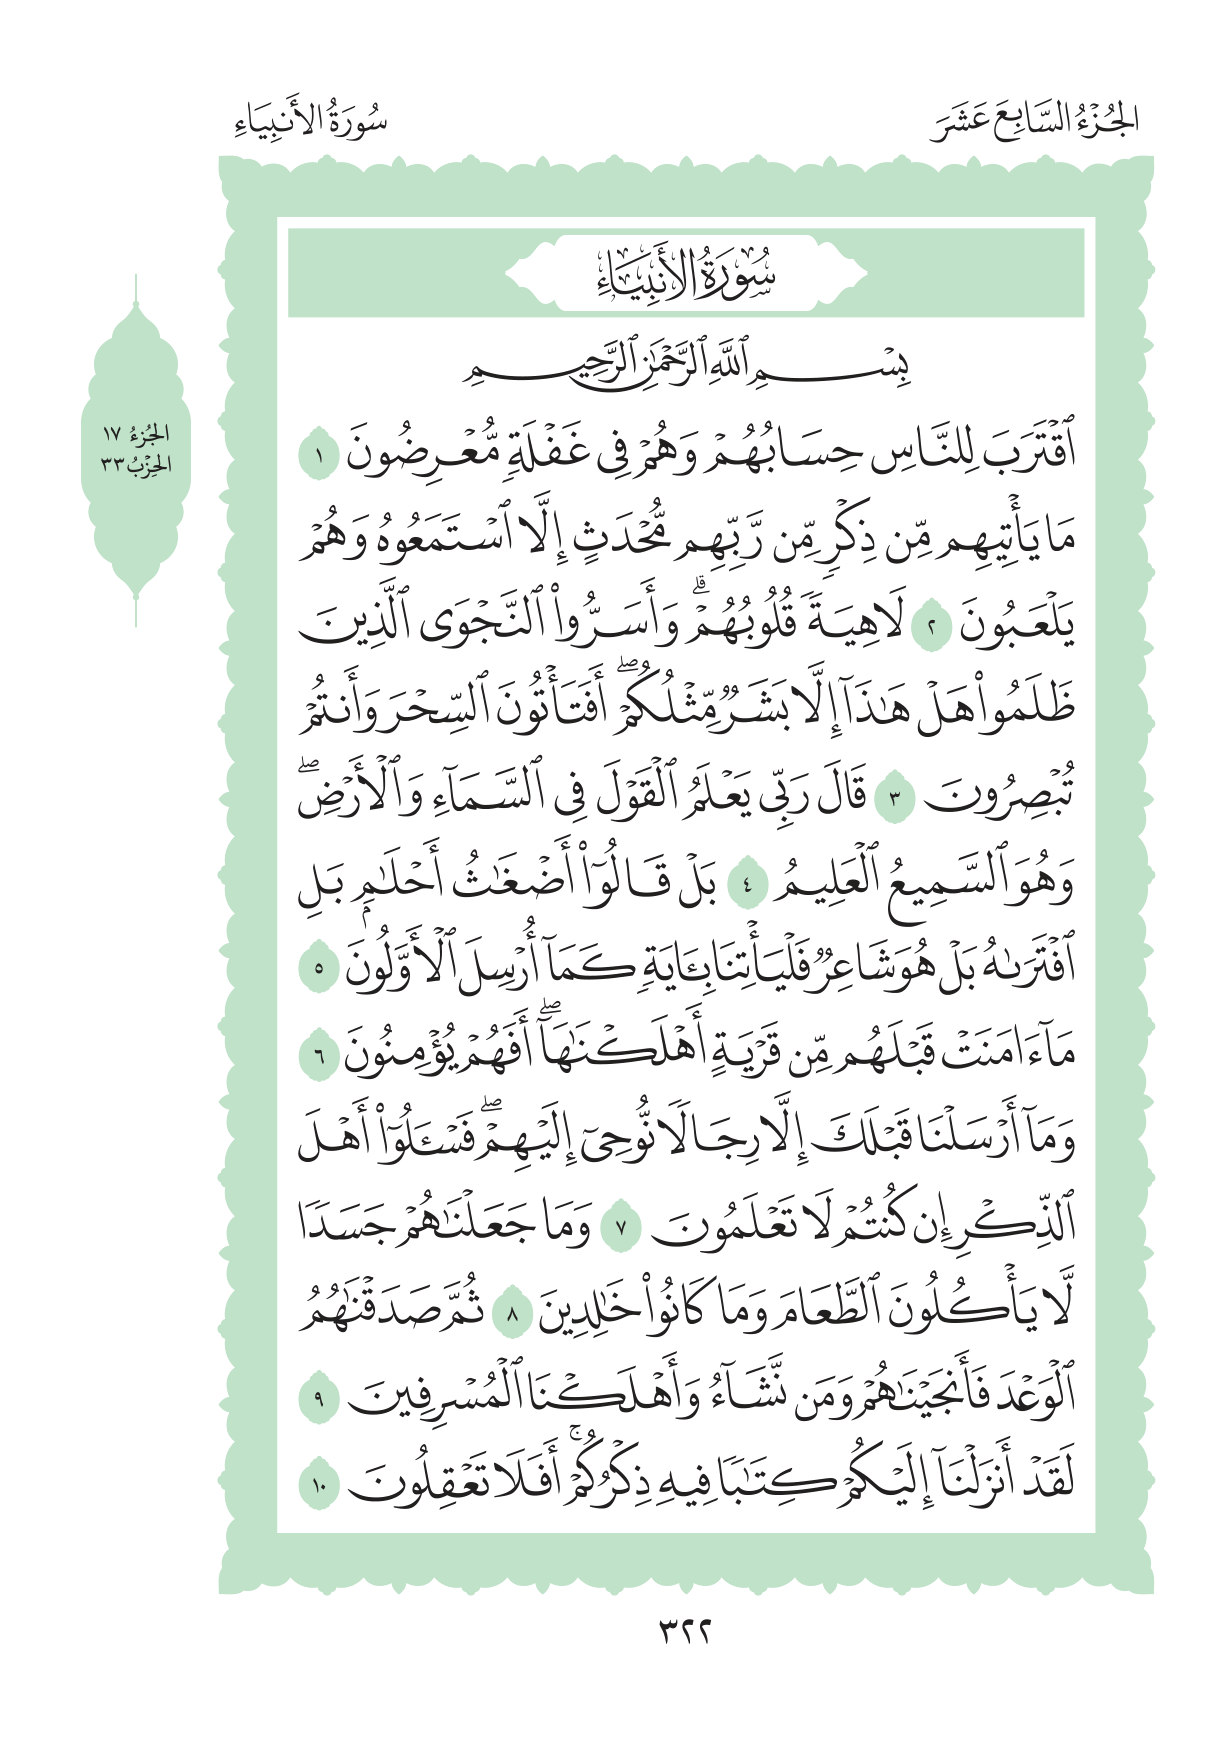 الجُزْءُ السَّابِعَ عَشَرَ
سُورَةُ الأَنبِيَاءِ
سُورَةُ الأَنبِيَاءِ
بِسْمِ ٱللَّهِ ٱلرَّحْمَٰنِ ٱلرَّحِيمِ
ٱقْتَرَبَ لِلنَّاسِ حِسَابُهُمْ وَهُمْ فِى غَفْلَةٍ مُّعْرِضُونَ ١
مَا يَأْتِيهِم مِّن ذِكْرٍ مِّن رَّبِّهِم مُّحْدَثٍ إِلَّا ٱسْتَمَعُوهُ وَهُمْ
يَلْعَبُونَ ٢ لَاهِيَةً قُلُوبُهُمْ ۗ وَأَسَرُّوا۟ ٱلنَّجْوَى ٱلَّذِينَ
ظَلَمُوا۟ هَلْ هَٰذَآ إِلَّا بَشَرٌ مِّثْلُكُمْ ۖ أَفَتَأْتُونَ ٱلسِّحْرَ وَأَنتُمْ
تُبْصِرُونَ ٣ قَالَ رَبِّى يَعْلَمُ ٱلْقَوْلَ فِى ٱلسَّمَآءِ وَٱلْأَرْضِ ۖ
وَهُوَ ٱلسَّمِيعُ ٱلْعَلِيمُ ٤ بَلْ قَالُوٓا۟ أَضْغَٰثُ أَحْلَٰمٍۭ بَلِ
ٱفْتَرَىٰهُ بَلْ هُوَ شَاعِرٌ فَلْيَأْتِنَا بِـَٔايَةٍ كَمَآ أُرْسِلَ ٱلْأَوَّلُونَ ٥
مَآ ءَامَنَتْ قَبْلَهُم مِّن قَرْيَةٍ أَهْلَكْنَٰهَآ ۖ أَفَهُمْ يُؤْمِنُونَ ٦
وَمَآ أَرْسَلْنَا قَبْلَكَ إِلَّا رِجَالًا نُّوحِىٓ إِلَيْهِمْ ۖ فَسْـَٔلُوٓا۟ أَهْلَ
ٱلذِّكْرِ إِن كُنتُمْ لَا تَعْلَمُونَ ٧ وَمَا جَعَلْنَٰهُمْ جَسَدًا
لَّا يَأْكُلُونَ ٱلطَّعَامَ وَمَا كَانُوا۟ خَٰلِدِينَ ٨ ثُمَّ صَدَقْنَٰهُمُ
ٱلْوَعْدَ فَأَنجَيْنَٰهُمْ وَمَن نَّشَآءُ وَأَهْلَكْنَا ٱلْمُسْرِفِينَ ٩
لَقَدْ أَنزَلْنَآ إِلَيْكُمْ كِتَٰبًا فِيهِ ذِكْرُكُمْ ۚ أَفَلَا تَعْقِلُونَ ١٠
الجُزْءُ ١٧
الحِزْبُ ٣٣
٣٢٢